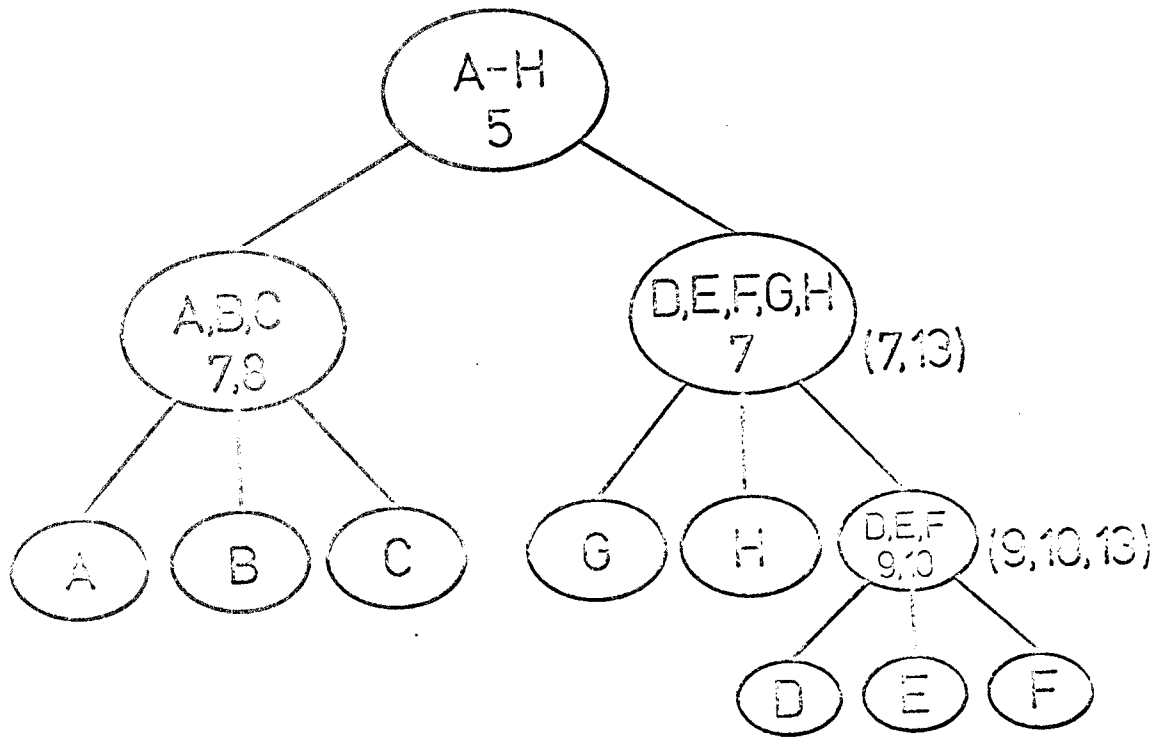 A-H
5
A,B,C
7,8
D,E,F,G,H
7
(7,13)
A
B
C
G
H
D,E,F
9,10
(9,10,13)
D
E
F